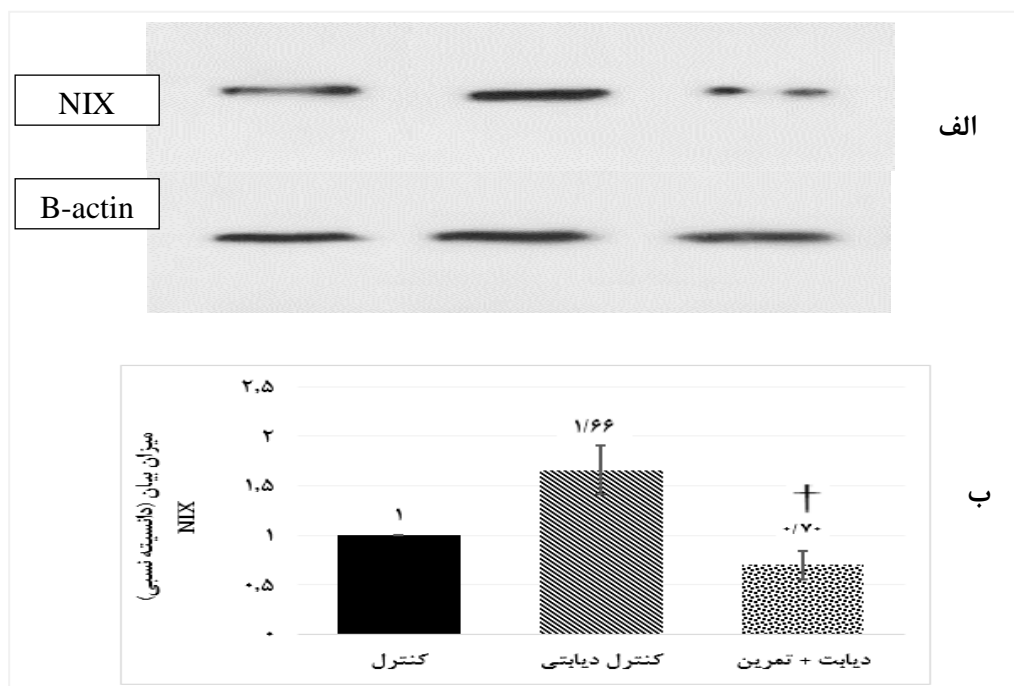 NIX
الف
B-actin
ب
میزان بیان (دانسیته نسبی)
NIX
۲,۵
۲
۱,۵
۱
۰,۵
۰
۱
۱/۶۶
†
۰/۷۰
کنترل
کنترل دیابتی
دیابت + تمرین